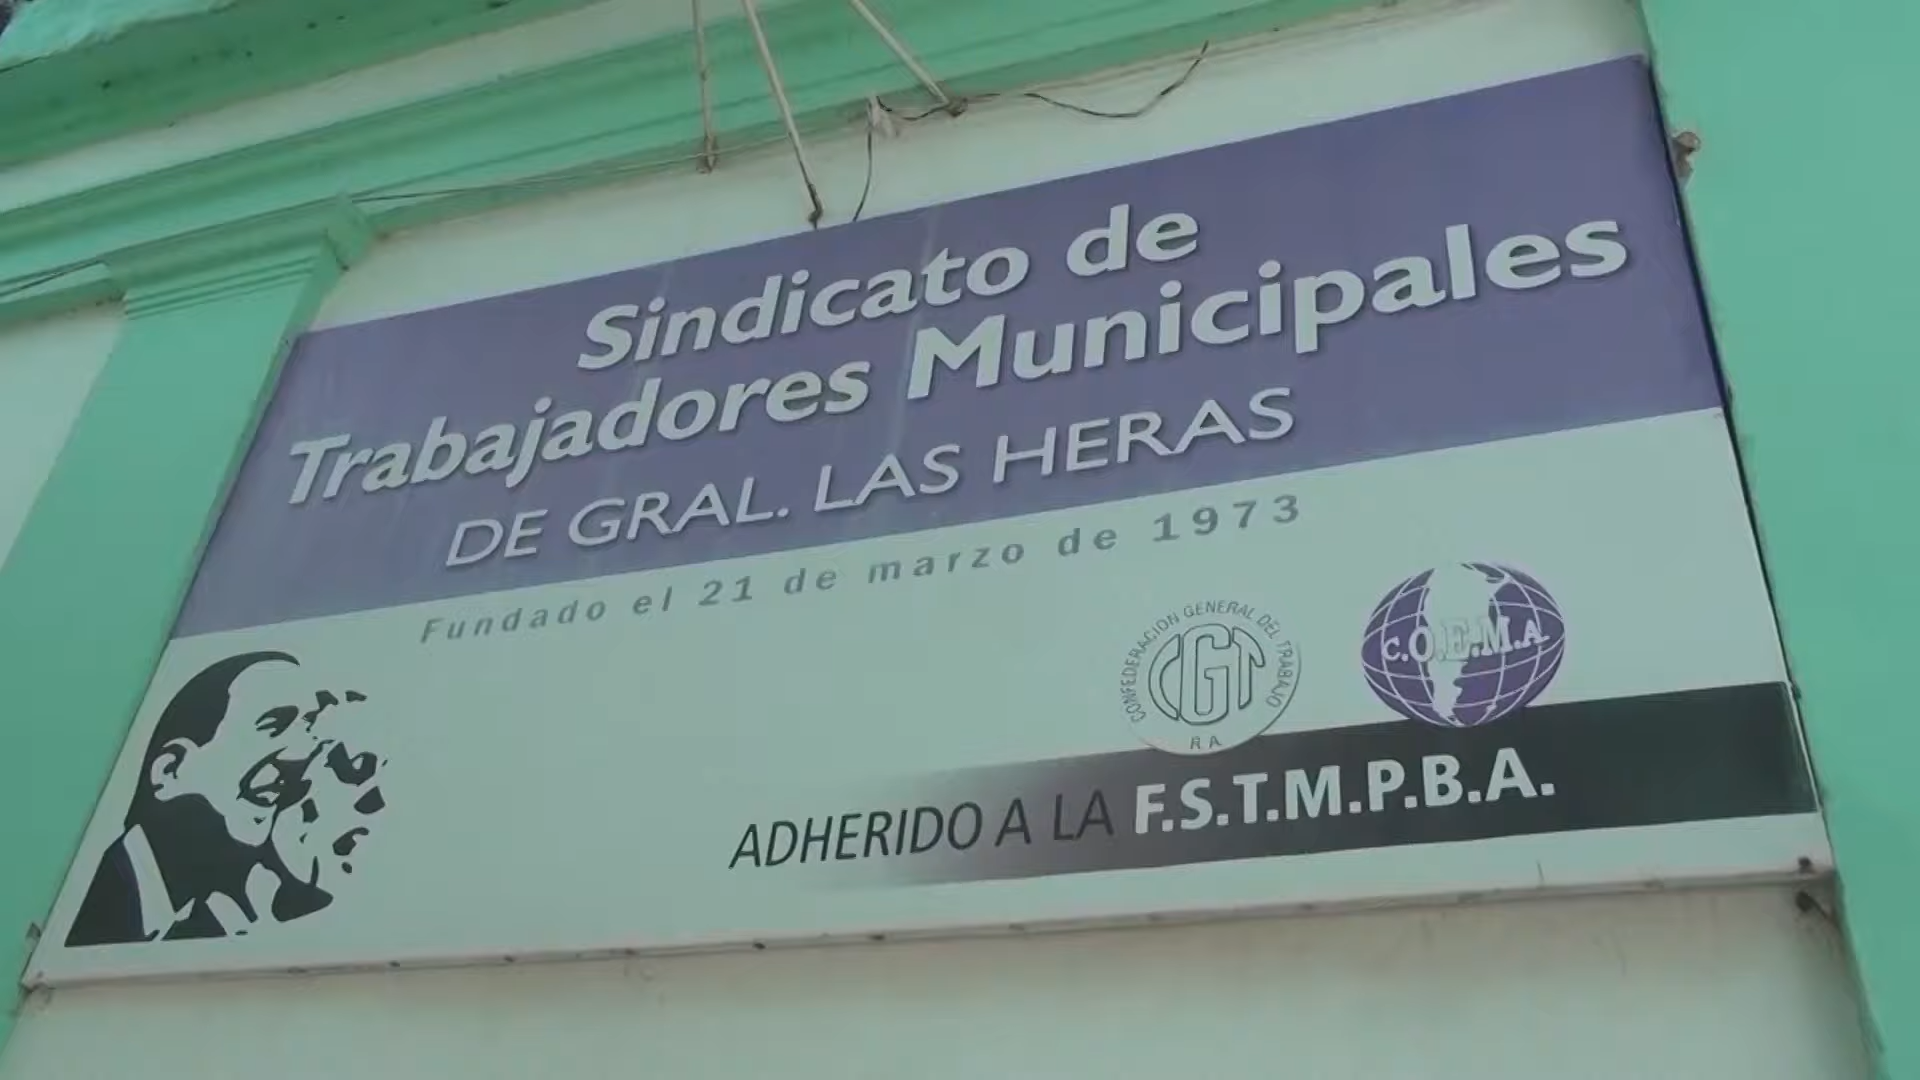 Sindicato de
Trabajadores Municipales
DE GRAL. LAS HERAS
Fundado el 21 de marzo de 1973
CONFEDERACION GENERAL DEL TRABAJO
CGT
R A
C.O.E.M.A
ADHERIDO A LA F.S.T.M.P.B.A.